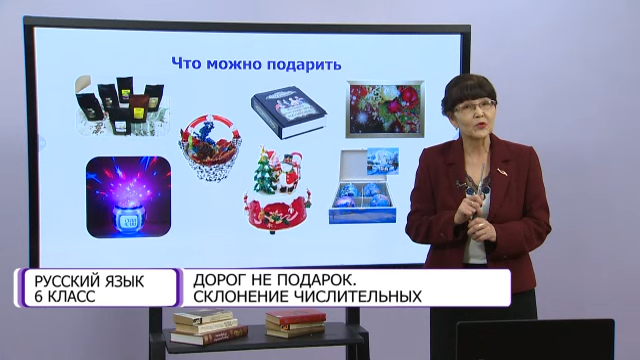 Что можно подарить
РУССКИЙ ЯЗЫК
6 КЛАСС
ДОРОГ НЕ ПОДАРОК.
СКЛОНЕНИЕ ЧИСЛИТЕЛЬНЫХ